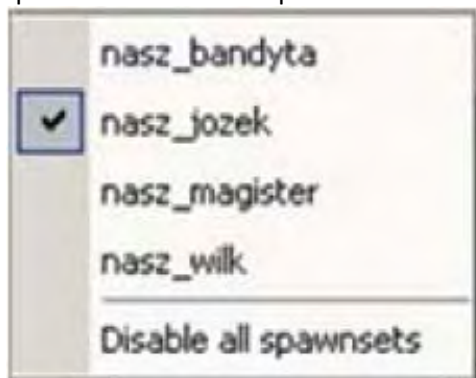 nasz_bandyta
nasz_jozek
nasz_magister
nasz_wilk
Disable all spawnsets